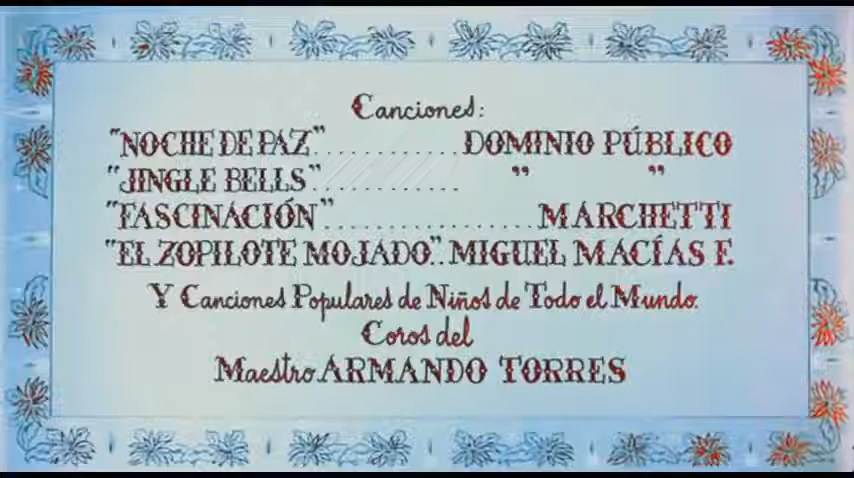 Canciones:
"NOCHE DE PAZ"..............DOMINIO PÚBLICO
"JINGLE BELLS".............. " "
"FASCINACIÓN"....................MARCHETTI
"EL ZOPILOTE MOJADO"..MIGUEL MACÍAS F.
Y Canciones Populares de Niños de Todo el Mundo.
Coros del
Maestro ARMANDO TORRES